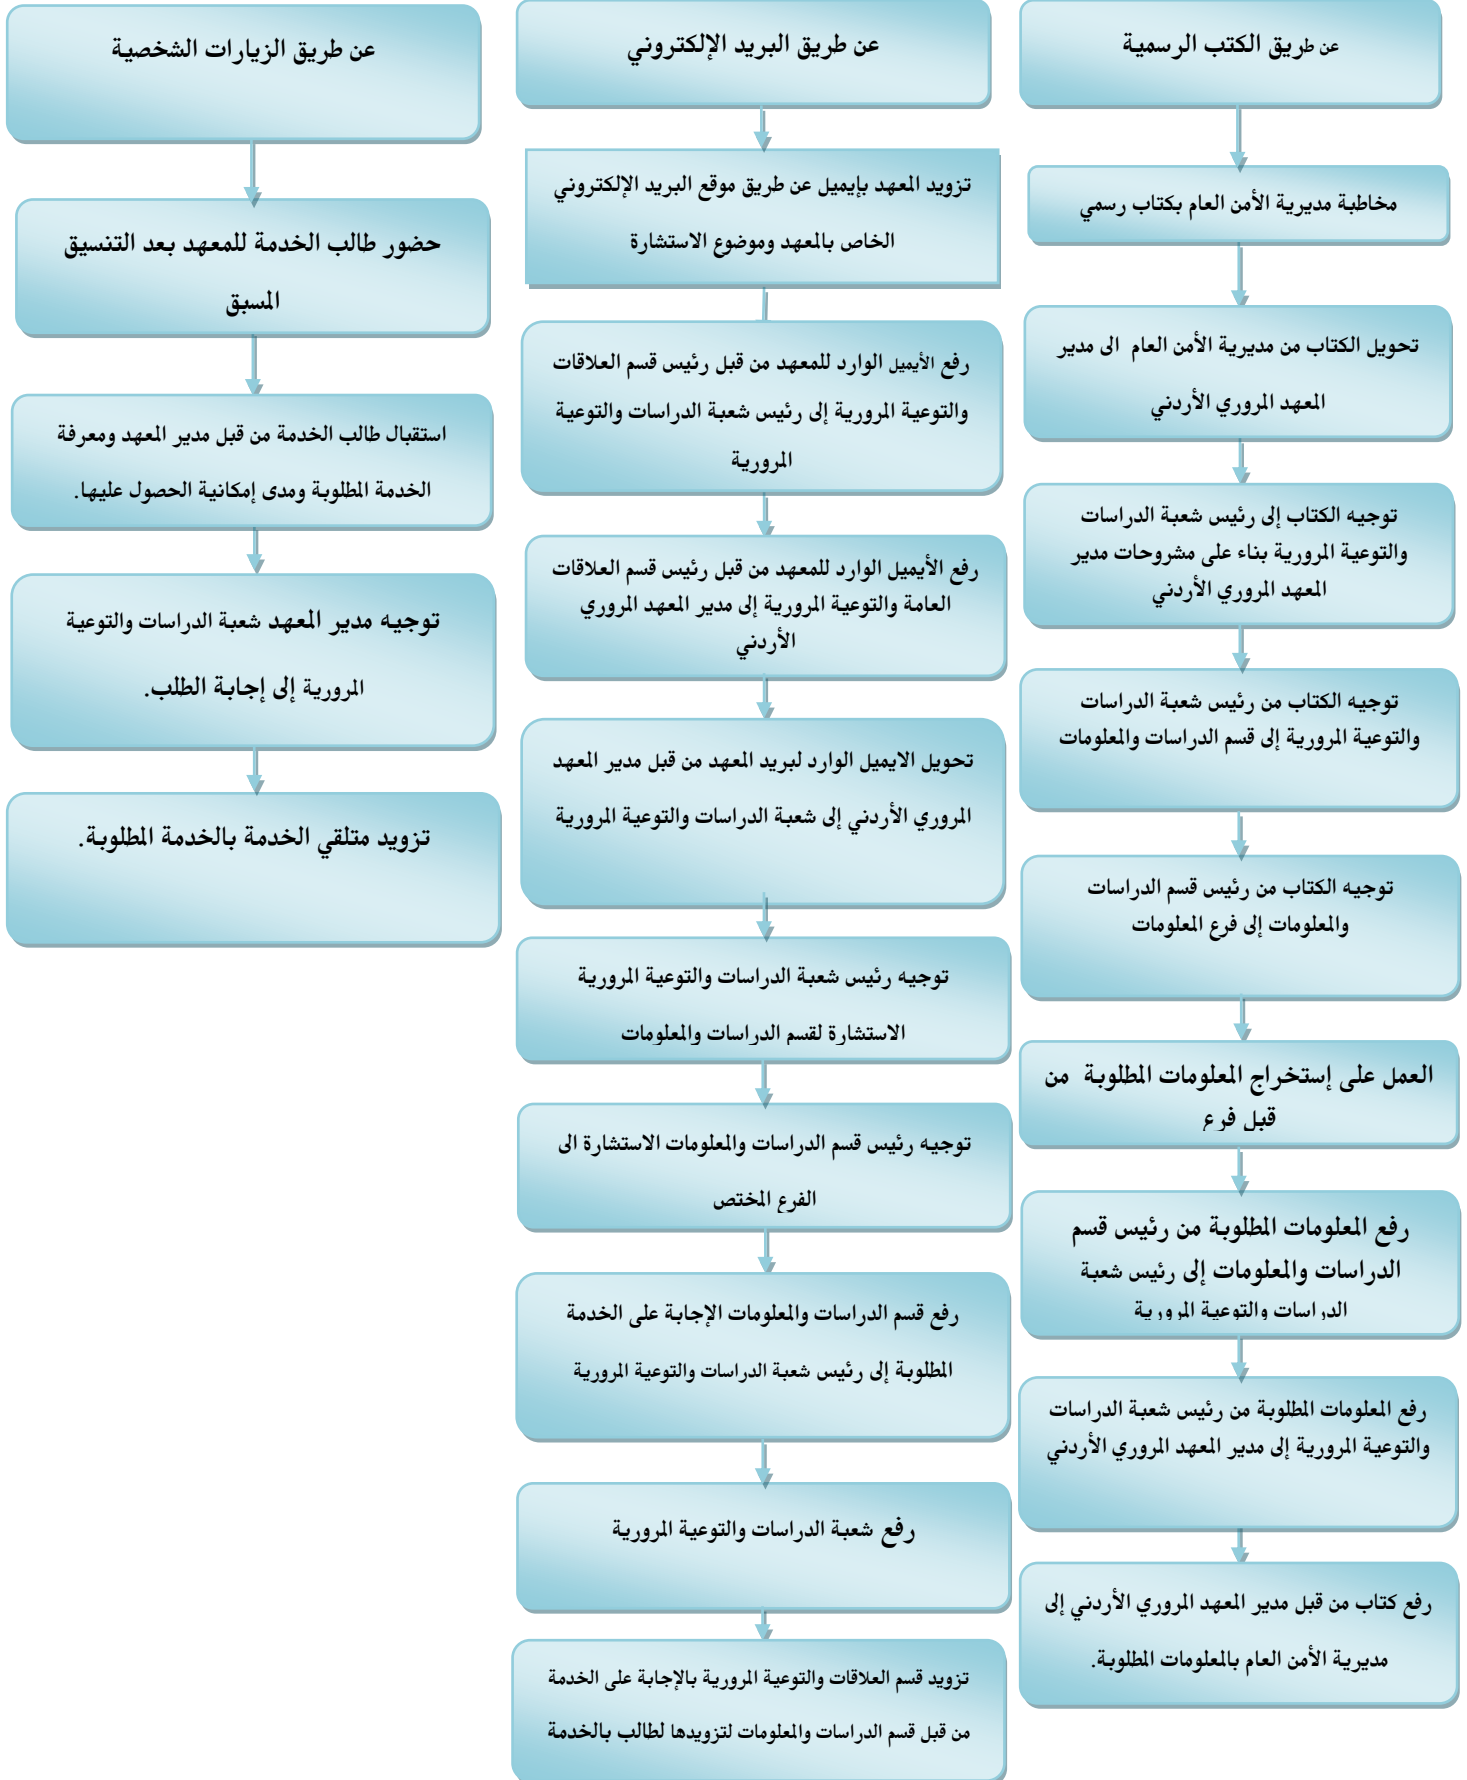 عن طريق الكتب الرسمية
مخاطبة مديرية الأمن العام بكتاب رسمي
تحويل الكتاب من مديرية الأمن العام الى مدير
المعهد المروري الأردني
توجيه الكتاب إلى رئيس شعبة الدراسات
والتوعية المرورية بناء على مشروحات مدير
المعهد المروري الأردني
توجيه الكتاب من رئيس شعبة الدراسات
والتوعية المرورية إلى قسم الدراسات والمعلومات
توجيه الكتاب من رئيس قسم الدراسات
والمعلومات إلى فرع المعلومات
العمل على إستخراج المعلومات المطلوبة من
قبل فرع
رفع المعلومات المطلوبة من رئيس قسم
الدراسات والمعلومات إلى رئيس شعبة
الدراسات والتوعية المرورية
رفع المعلومات المطلوبة من رئيس شعبة الدراسات
والتوعية المرورية إلى مدير المعهد المروري الأردني
رفع كتاب من قبل مدير المعهد المروري الأردني إلى
مديرية الأمن العام بالمعلومات المطلوبة.
عن طريق البريد الإلكتروني
تزويد المعهد بإيميل عن طريق موقع البريد الإلكتروني
الخاص بالمعهد وموضوع الاستشارة
رفع الأيميل الوارد للمعهد من قبل رئيس قسم العلاقات
والتوعية المرورية إلى رئيس شعبة الدراسات والتوعية
المرورية
رفع الأيميل الوارد للمعهد من قبل رئيس قسم العلاقات
العامة والتوعية المرورية إلى مدير المعهد المروري
الأردني
تحويل الايميل الوارد لبريد المعهد من قبل مدير المعهد
المروري الأردني إلى شعبة الدراسات والتوعية المرورية
توجيه رئيس شعبة الدراسات والتوعية المرورية
الاستشارة لقسم الدراسات والمعلومات
توجيه رئيس قسم الدراسات والمعلومات الاستشارة الى
الفرع المختص
رفع قسم الدراسات والمعلومات الإجابة على الخدمة
المطلوبة إلى رئيس شعبة الدراسات والتوعية المرورية
رفع شعبة الدراسات والتوعية المرورية
تزويد قسم العلاقات والتوعية المرورية بالإجابة على الخدمة
من قبل قسم الدراسات والمعلومات لتزويدها لطالب بالخدمة
عن طريق الزيارات الشخصية
حضور طالب الخدمة للمعهد بعد التنسيق
المسبق
استقبال طالب الخدمة من قبل مدير المعهد ومعرفة
الخدمة المطلوبة ومدى إمكانية الحصول عليها.
توجيه مدير المعهد شعبة الدراسات والتوعية
المرورية إلى إجابة الطلب.
تزويد متلقي الخدمة بالخدمة المطلوبة.